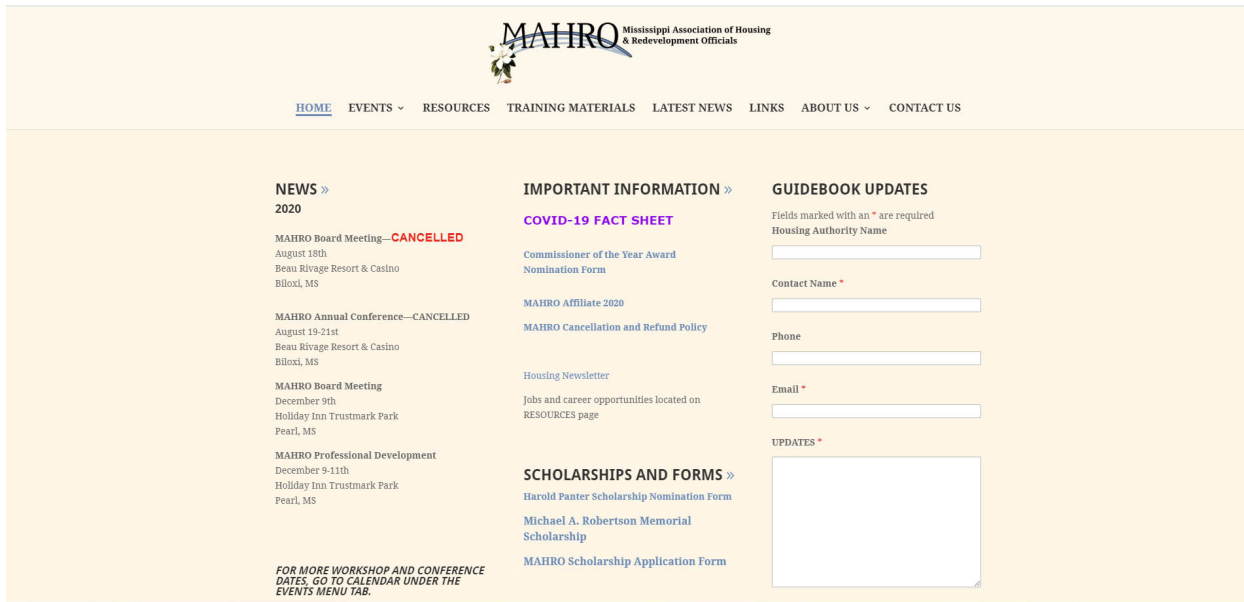 MAHRO
Mississippi Association of Housing
& Redevelopment Officials
HOME EVENTS RESOURCES TRAINING MATERIALS LATEST NEWS LINKS ABOUT US CONTACT US
NEWS »
2020
MAHRO Board Meeting—CANCELLED
August 18th
Beau Rivage Resort & Casino
Biloxi, MS
MAHRO Annual Conference—CANCELLED
August 19-21st
Beau Rivage Resort & Casino
Biloxi, MS
MAHRO Board Meeting
December 9th
Holiday Inn Trustmark Park
Pearl, MS
MAHRO Professional Development
December 9-11th
Holiday Inn Trustmark Park
Pearl, MS
FOR MORE WORKSHOP AND CONFERENCE
DATES, GO TO CALENDAR UNDER THE
EVENTS MENU TAB.
IMPORTANT INFORMATION »
COVID-19 FACT SHEET
Commissioner of the Year Award
Nomination Form
MAHRO Affiliate 2020
MAHRO Cancellation and Refund Policy
Housing Newsletter
Jobs and career opportunities located on
RESOURCES page
SCHOLARSHIPS AND FORMS »
Harold Panter Scholarship Nomination Form
Michael A. Robertson Memorial
Scholarship
MAHRO Scholarship Application Form
GUIDEBOOK UPDATES
Fields marked with an * are required
Housing Authority Name
Contact Name *
Phone
Email *
UPDATES *